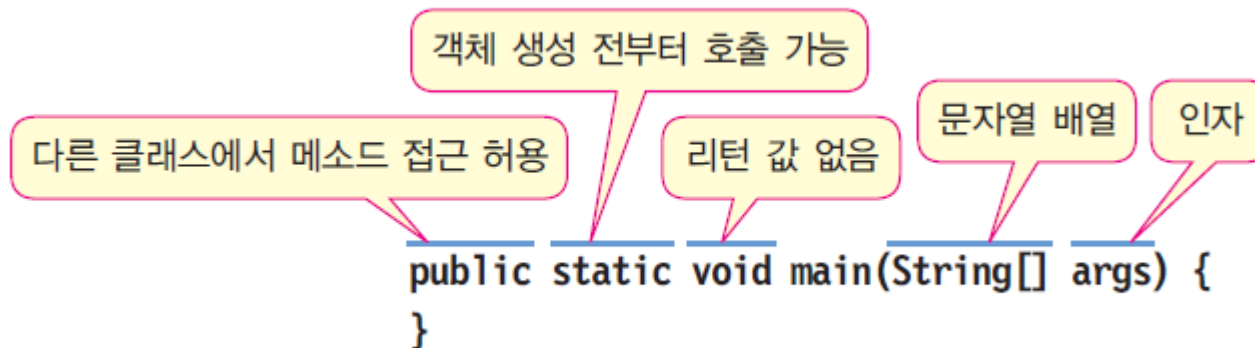 객체 생성 전부터 호출 가능
다른 클래스에서 메소드 접근 허용
리턴 값 없음
문자열 배열
인자
public static void main(String[] args) {
}